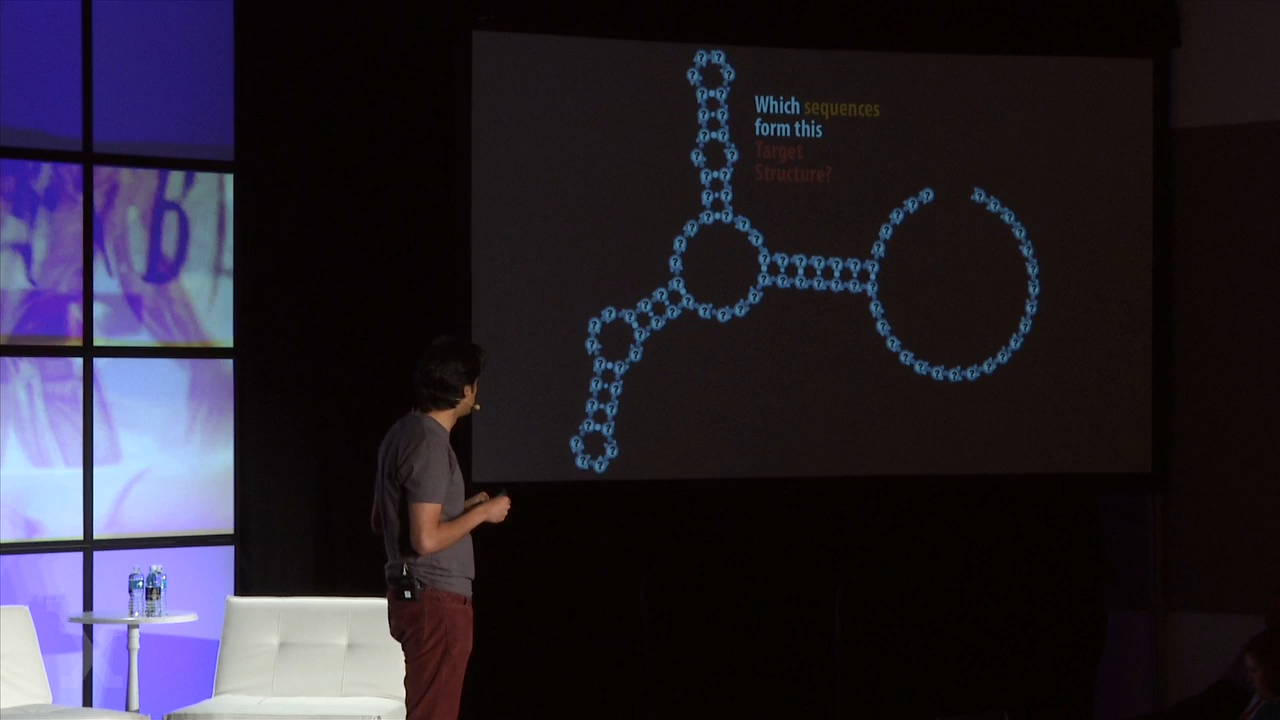 Which sequences
form this
Target
Structure?